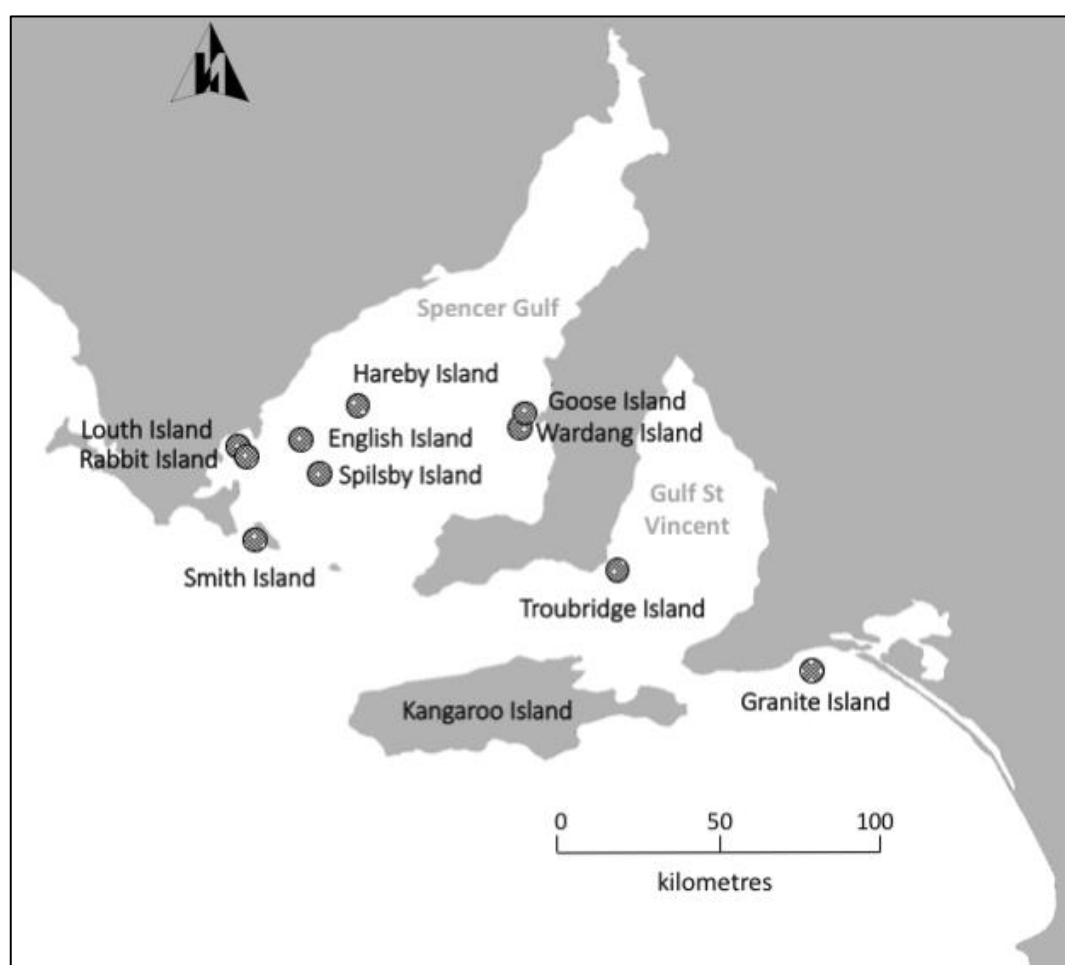 N
Spencer Gulf
Hareby Island
Goose Island
Louth Island
English Island
Wardang Island
Rabbit Island
Spilsby Island
Gulf St
Vincent
Smith Island
Troubridge Island
Kangaroo Island
Granite Island
0 50 100
kilometres